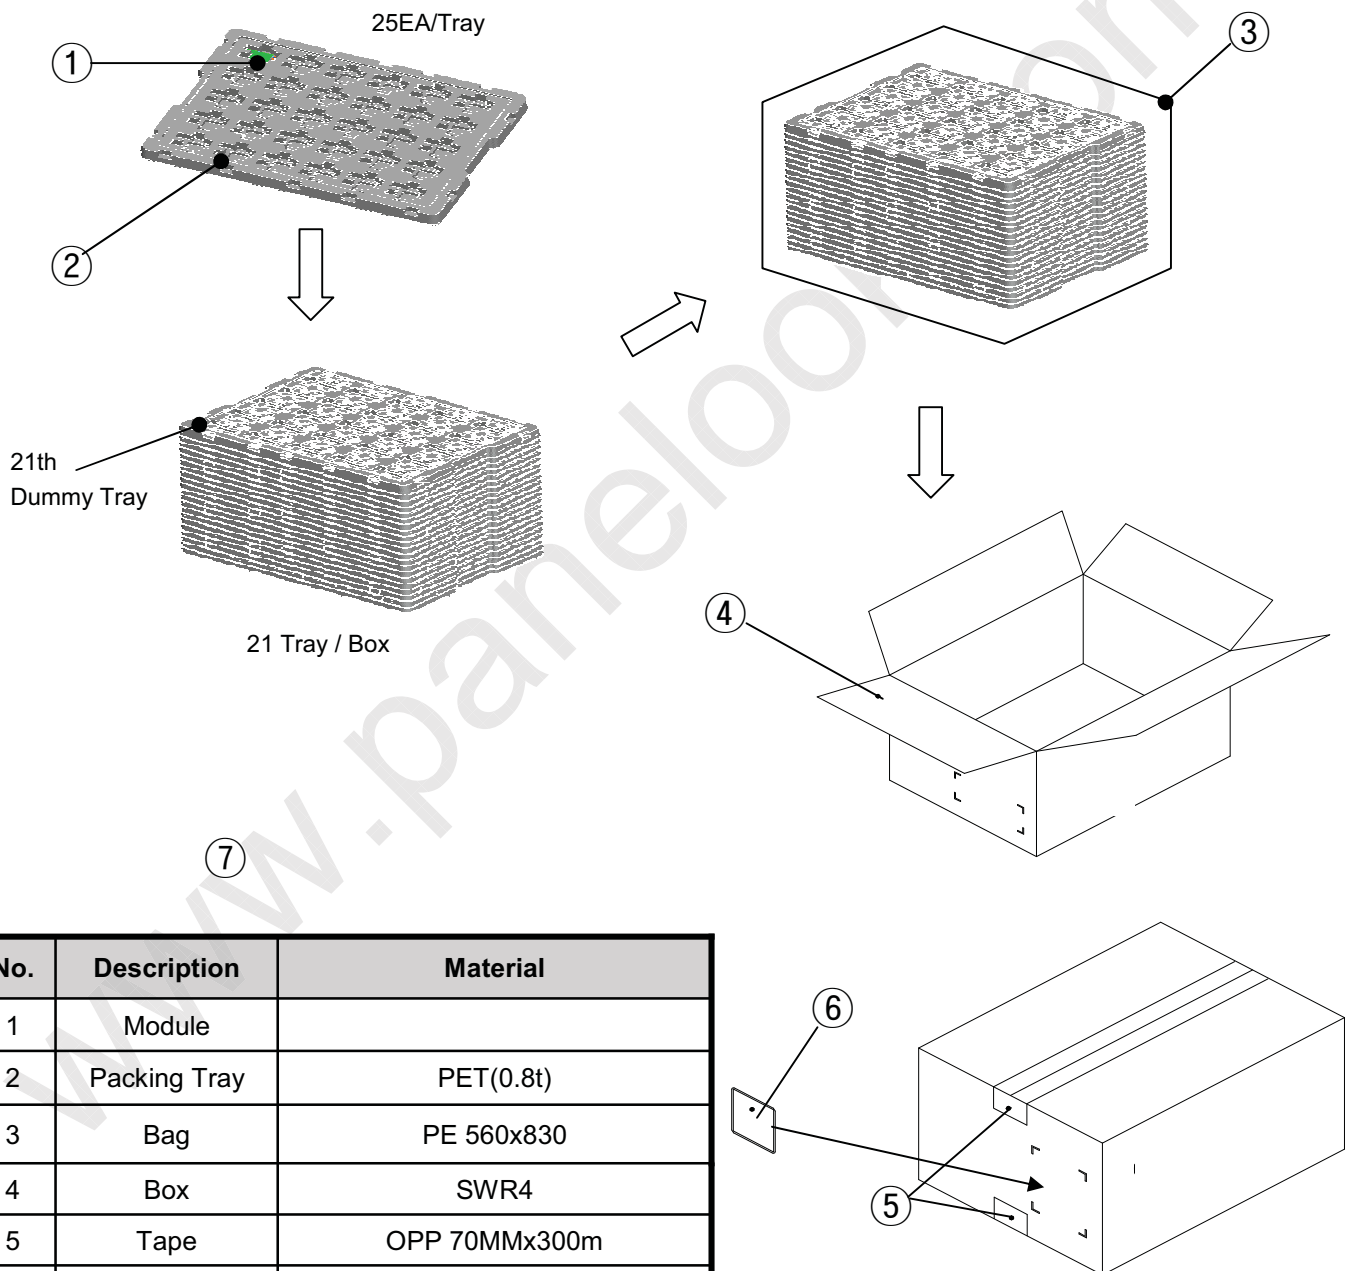 25EA/Tray
①
②
③
21th
Dummy Tray
21 Tray / Box
④
⑦
No. Description Material
1 Module
2 Packing Tray PET(0.8t)
3 Bag PE 560x830
4 Box SWR4
5 Tape OPP 70MMx300m
⑥
⑤
www.panelook